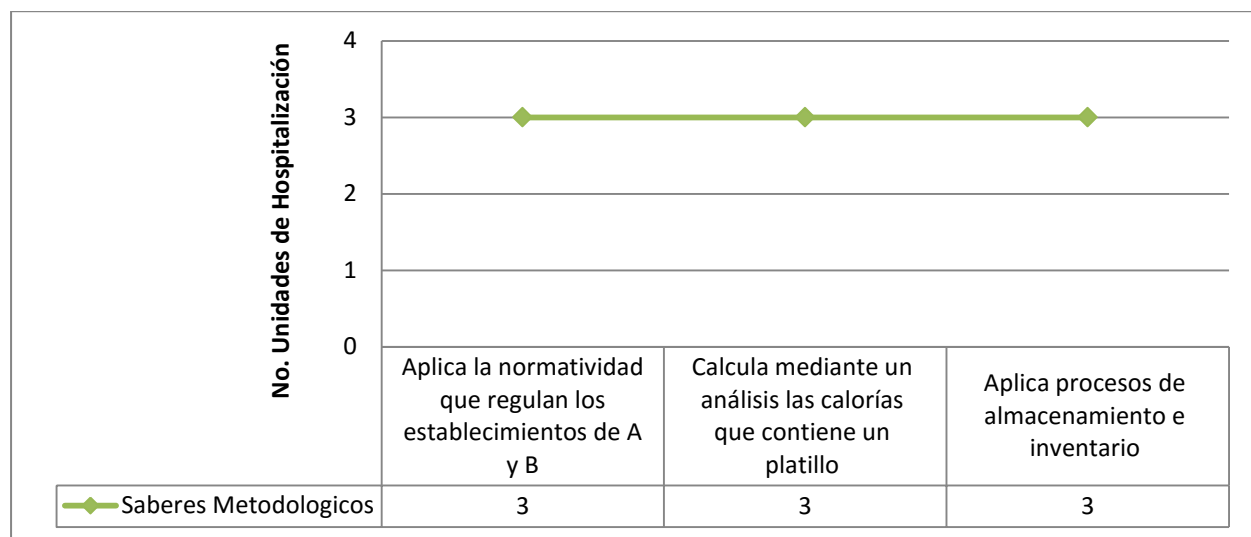 No. Unidades de Hospitalización
4
3
2
1
0
Aplica la normatividad
que regulan los
establecimientos de A
y B
Calcula mediante un
análisis las calorías
que contiene un
platillo
Aplica procesos de
almacenamiento e
inventario
Saberes Metodologicos 3 3 3